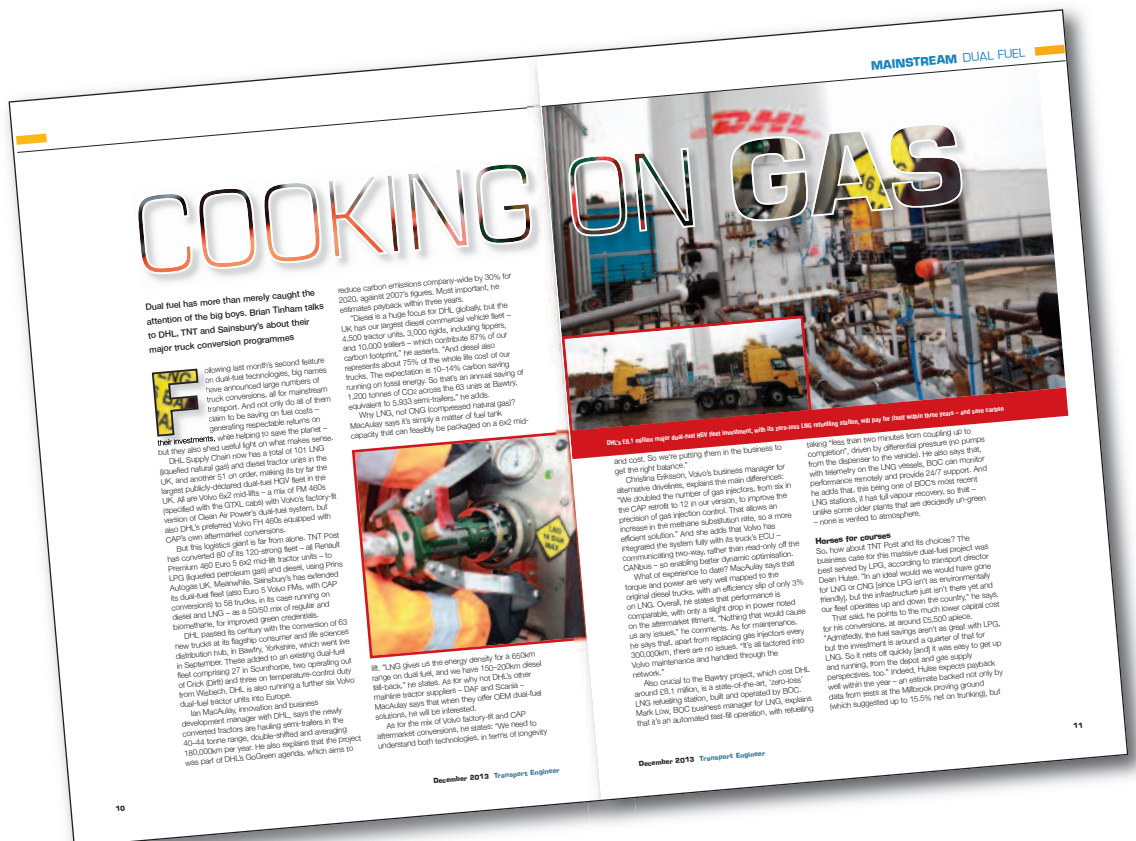 MAINSTREAM DUAL FUEL
DHL
COOKING ON GAS
16
Dual fuel has more than merely caught the
attention of the big boys. Brian Tinham talks
to DHL, TNT and Sainsbury's about their
major truck conversion programmes
Following last month's second feature
on dual-fuel technologies, big names
have announced large numbers of
truck conversions, all for mainstream
transport. And not only do all of them
claim to be saving on fuel costs –
generating respectable returns on
their investments, while helping to save the planet –
but they also shed useful light on what makes sense.
DHL Supply Chain now has a total of 101 LNG
(liquefied natural gas) and diesel tractor units in the
UK, and another 51 on order, making its by far the
largest publicly-declared dual-fuel HGV fleet in the
UK. All are Volvo 6x2 mid-lifts – a mix of FM 460s
(specified with the GTXL cabs) with Volvo's factory-fit
version of Clean Air Power's dual-fuel system, but
also DHL's preferred Volvo FH 460s equipped with
CAP's own aftermarket conversions.
But this logistics giant is far from alone. TNT Post
has converted 80 of its 120-strong fleet – all Renault
Premium 460 Euro 5 6x2 mid-lift tractor units – to
LPG (liquefied petroleum gas) and diesel, using Prins
Autogas UK. Meanwhile, Sainsbury's has extended
its dual-fuel fleet (also Euro 5 Volvo FMs, with CAP
conversions) to 58 trucks, in its case running on
diesel and LNG – as a 50/50 mix of regular and
biomethane, for improved green credentials.
DHL passed its century with the conversion of 63
new trucks at its flagship consumer and life sciences
distribution hub, in Bawtry, Yorkshire, which went live
in September. These added to an existing dual-fuel
fleet comprising 27 in Scunthorpe, two operating out
of Crick (Dirft) and three on temperature-control duty
from Wisbech. DHL is also running a further six Volvo
dual-fuel tractor units into Europe.
Ian MacAulay, innovation and business
development manager with DHL, says the newly
converted tractors are hauling semi-trailers in the
40–44 tonne range, double-shifted and averaging
180,000km per year. He also explains that the project
was part of DHL's GoGreen agenda, which aims to
reduce carbon emissions company-wide by 30% for
2020, against 2007's figures. Most important, he
estimates payback within three years.
"Diesel is a huge focus for DHL globally, but the
UK has our largest diesel commercial vehicle fleet –
4,500 tractor units, 3,000 rigids, including tippers,
and 10,000 trailers – which contribute 87% of our
carbon footprint," he asserts. "And diesel also
represents about 75% of the whole life cost of our
trucks. The expectation is 10–14% carbon saving
running on fossil energy. So that's an annual saving of
1,200 tonnes of CO2 across the 63 units at Bawtry,
equivalent to 5,933 semi-trailers," he adds.
Why LNG, not CNG (compressed natural gas)?
MacAulay says it's simply a matter of fuel tank
capacity that can feasibly be packaged on a 6x2 mid-
LNG
16 BAR
MAX
lift. "LNG gives us the energy density for a 650km
range on dual fuel, and we have 150–200km diesel
fall-back," he states. As for why not DHL's other
mainline tractor suppliers – DAF and Scania –
MacAulay says that when they offer OEM dual-fuel
solutions, he will be interested.
As for the mix of Volvo factory-fit and CAP
aftermarket conversions, he states: "We need to
understand both technologies, in terms of longevity
DHL's £8.1 million major dual-fuel HGV fleet investment, with its zero-loss LNG refuelling station, will pay for itself within three years – and save carbon
and cost. So we're putting them in the business to
get the right balance."
Christina Eriksson, Volvo's business manager for
alternative drivelines, explains the main differences:
"We doubled the number of gas injectors, from six in
the CAP retrofit to 12 in our version, to improve the
precision of gas injection control. That allows an
increase in the methane substitution rate, so a more
efficient solution." And she adds that Volvo has
integrated the system fully with its truck's ECU –
communicating two-way, rather than read-only off the
CANbus – so enabling better dynamic optimisation.
What of experience to date? MacAulay says that
torque and power are very well mapped to the
original diesel trucks, with an efficiency slip of only 3%
on LNG. Overall, he states that performance is
comparable, with only a slight drop in power noted
on the aftermarket fitment. "Nothing that would cause
us any issues," he comments. As for maintenance,
he says that, apart from replacing gas injectors every
300,000km, there are no issues. "It's all factored into
Volvo maintenance and handled through the
network."
Also crucial to the Bawtry project, which cost DHL
around £8.1 million, is a state-of-the-art, 'zero-loss'
LNG refuelling station, built and operated by BOC.
Mark Low, BOC business manager for LNG, explains
that it's an automated fast-fill operation, with refuelling
taking "less than two minutes from coupling up to
completion", driven by differential pressure (no pumps
from the dispenser to the vehicle). He also says that,
with telemetry on the LNG vessels, BOC can monitor
performance remotely and provide 24/7 support. And
he adds that, this being one of BOC's most recent
LNG stations, it has full vapour recovery, so that –
unlike some older plants that are decidedly un-green
– none is vented to atmosphere.
Horses for courses
So, how about TNT Post and its choices? The
business case for this massive dual-fuel project was
best served by LPG, according to transport director
Dean Hulse. "In an ideal world we would have gone
for LNG or CNG [since LPG isn't as environmentally
friendly], but the infrastructure just isn't there yet and
our fleet operates up and down the country," he says.
That said, he points to the much lower capital cost
for his conversions, at around £5,500 apiece.
"Admittedly, the fuel savings aren't as great with LPG,
but the investment is around a quarter of that for
LNG. So it nets off quickly [and] it was easy to get up
and running, from the depot and gas supply
perspectives, too." Indeed, Hulse expects payback
well within the year – an estimate backed not only by
data from tests at the Millbrook proving ground
(which suggested up to 15.5% net on trunking), but
10
December 2013 Transport Engineer
December 2013 Transport Engineer
11